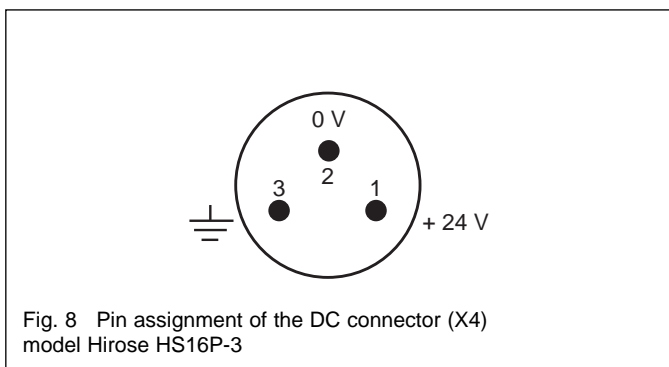 0 V
2
3 1
+ 24 V
Fig. 8 Pin assignment of the DC connector (X4)
model Hirose HS16P-3